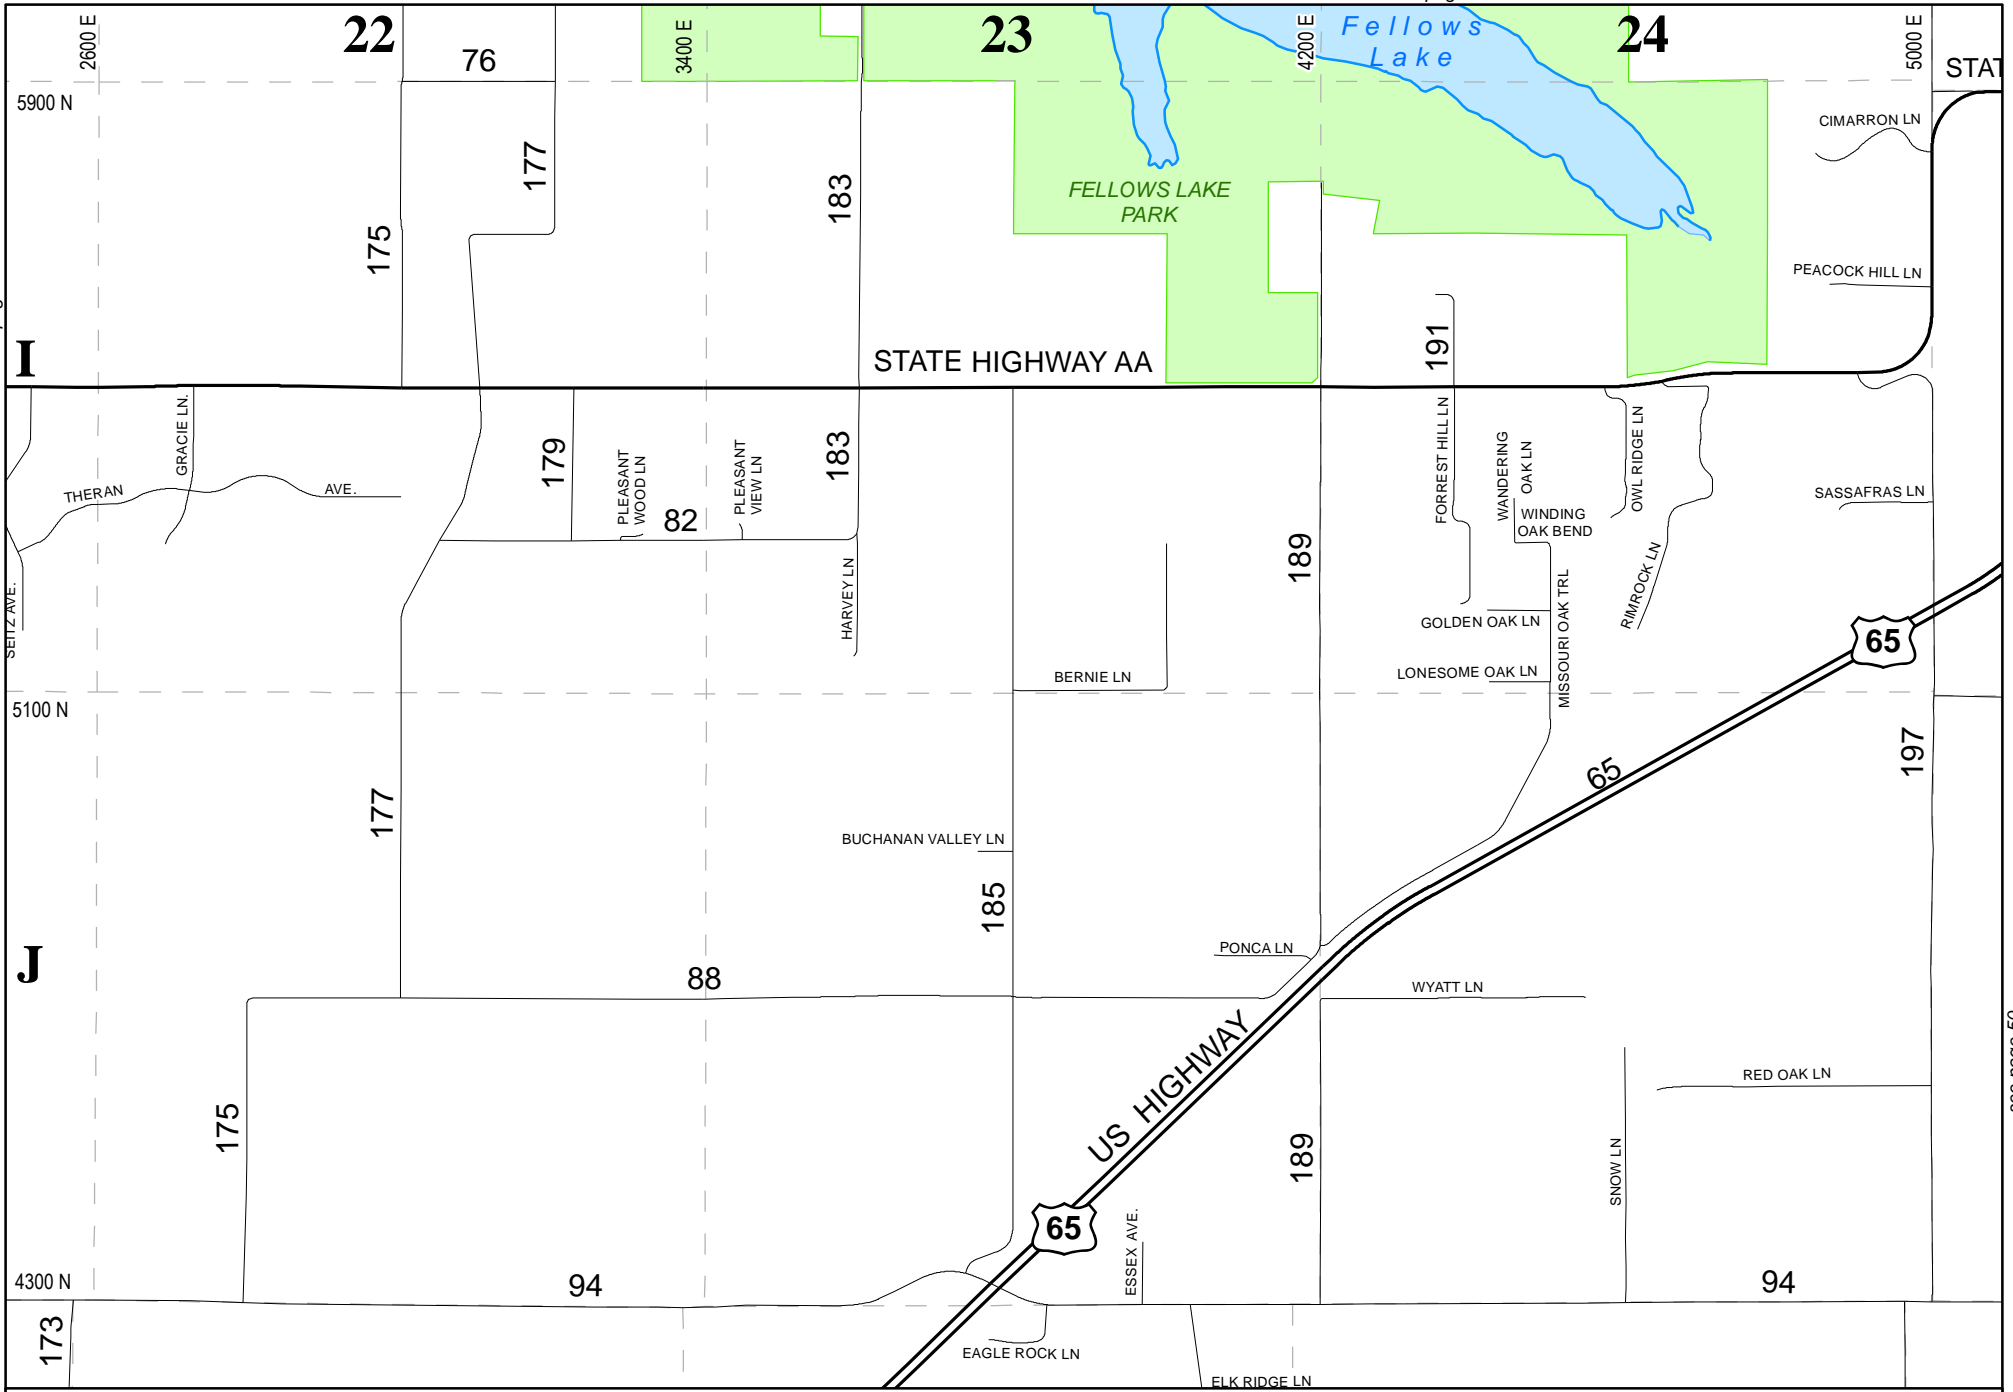 2600 E
22
76
3400 E
23
4200 E
Fellows
Lake
24
5000 E
STAT
5900 N
CIMARRON LN
177
183
175
FELLOWS LAKE
PARK
PEACOCK HILL LN
I
STATE HIGHWAY AA
191
GRACIE LN.
THERAN
AVE.
179
PLEASANT
WOOD LN
PLEASANT
VIEW LN
183
82
FORREST HILL LN
WANDERING
OAK LN
WINDING
OAK BEND
OWL RIDGE LN
SASSAFRAS LN
189
SEITZ AVE.
HARVEY LN
MISSOURI OAK TRL
RIMROCK LN
GOLDEN OAK LN
65
BERNIE LN
LONESOME OAK LN
5100 N
197
65
177
BUCHANAN VALLEY LN
185
J
PONCA LN
88
WYATT LN
US HIGHWAY
RED OAK LN
175
189
SNOW LN
65
ESSEX AVE.
4300 N
94
94
173
EAGLE ROCK LN
ELK RIDGE LN